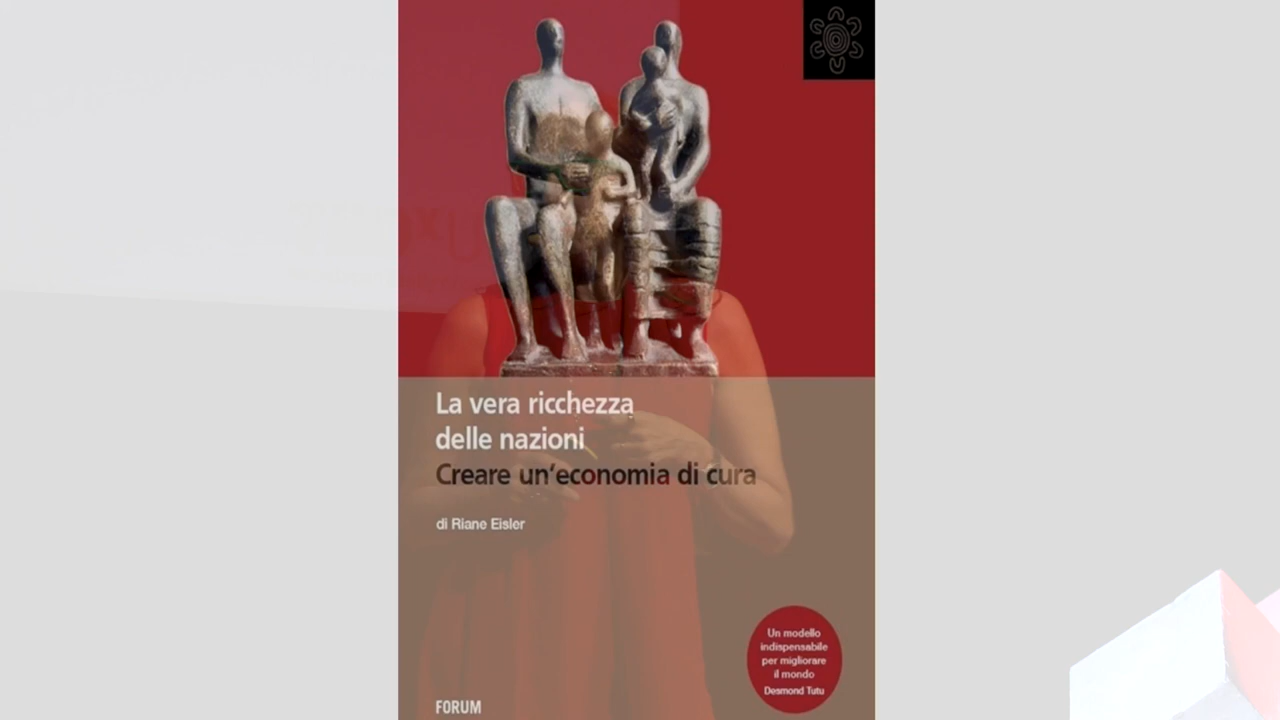 La vera ricchezza
delle nazioni
Creare un'economia di cura
di Riane Eisler
Un modello
indispensabile
per migliorare
il mondo
Desmond Tutu
FORUM